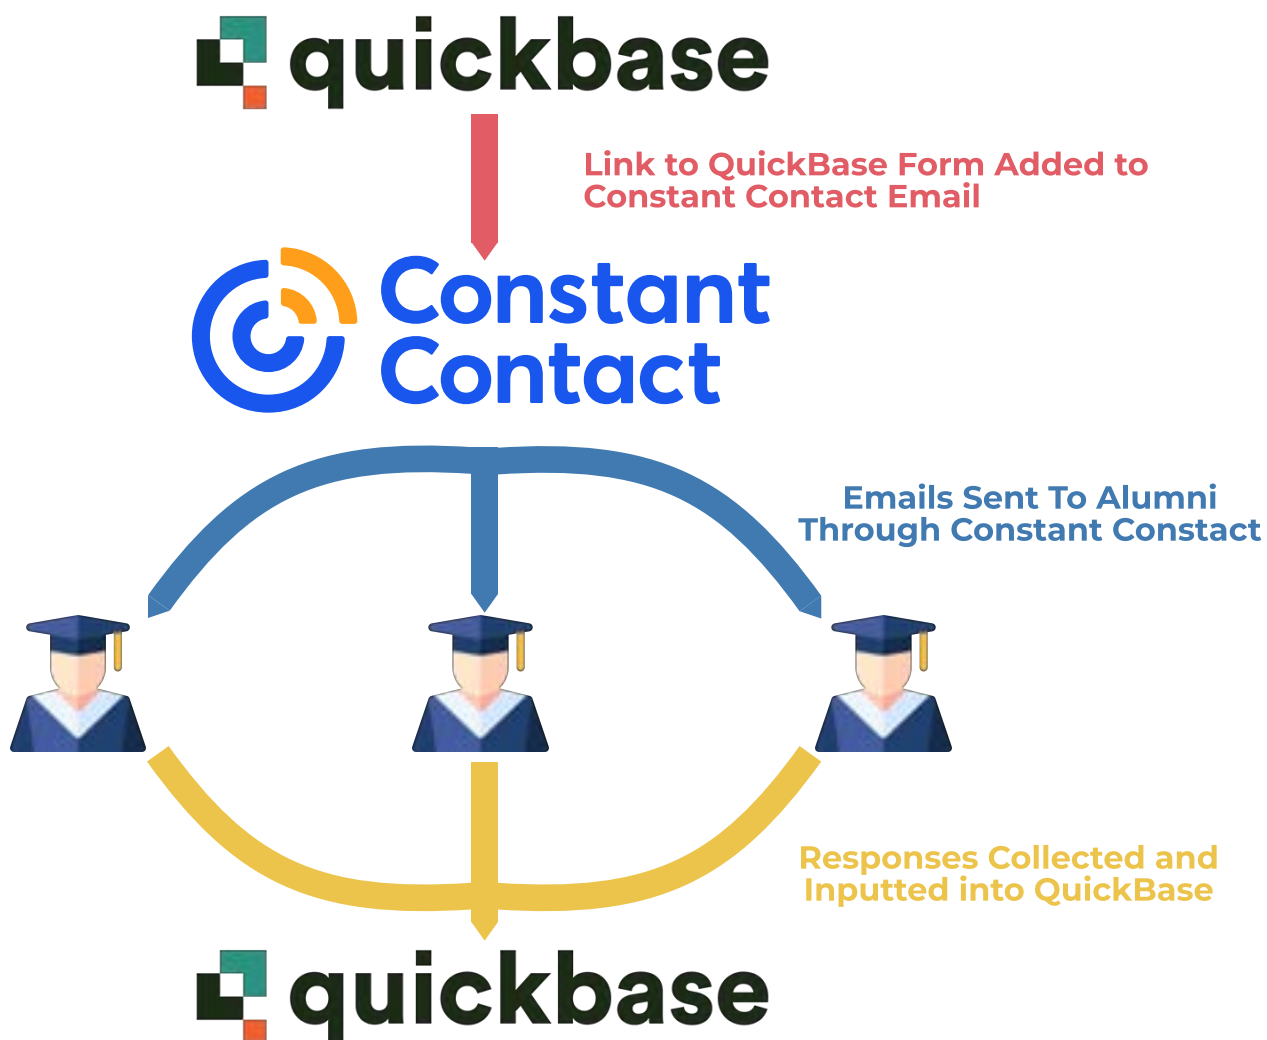 quickbase
Link to QuickBase Form Added to
Constant Contact Email
Constant
Contact
Emails Sent To Alumni
Through Constant Constact
Responses Collected and
Inputted into QuickBase
quickbase